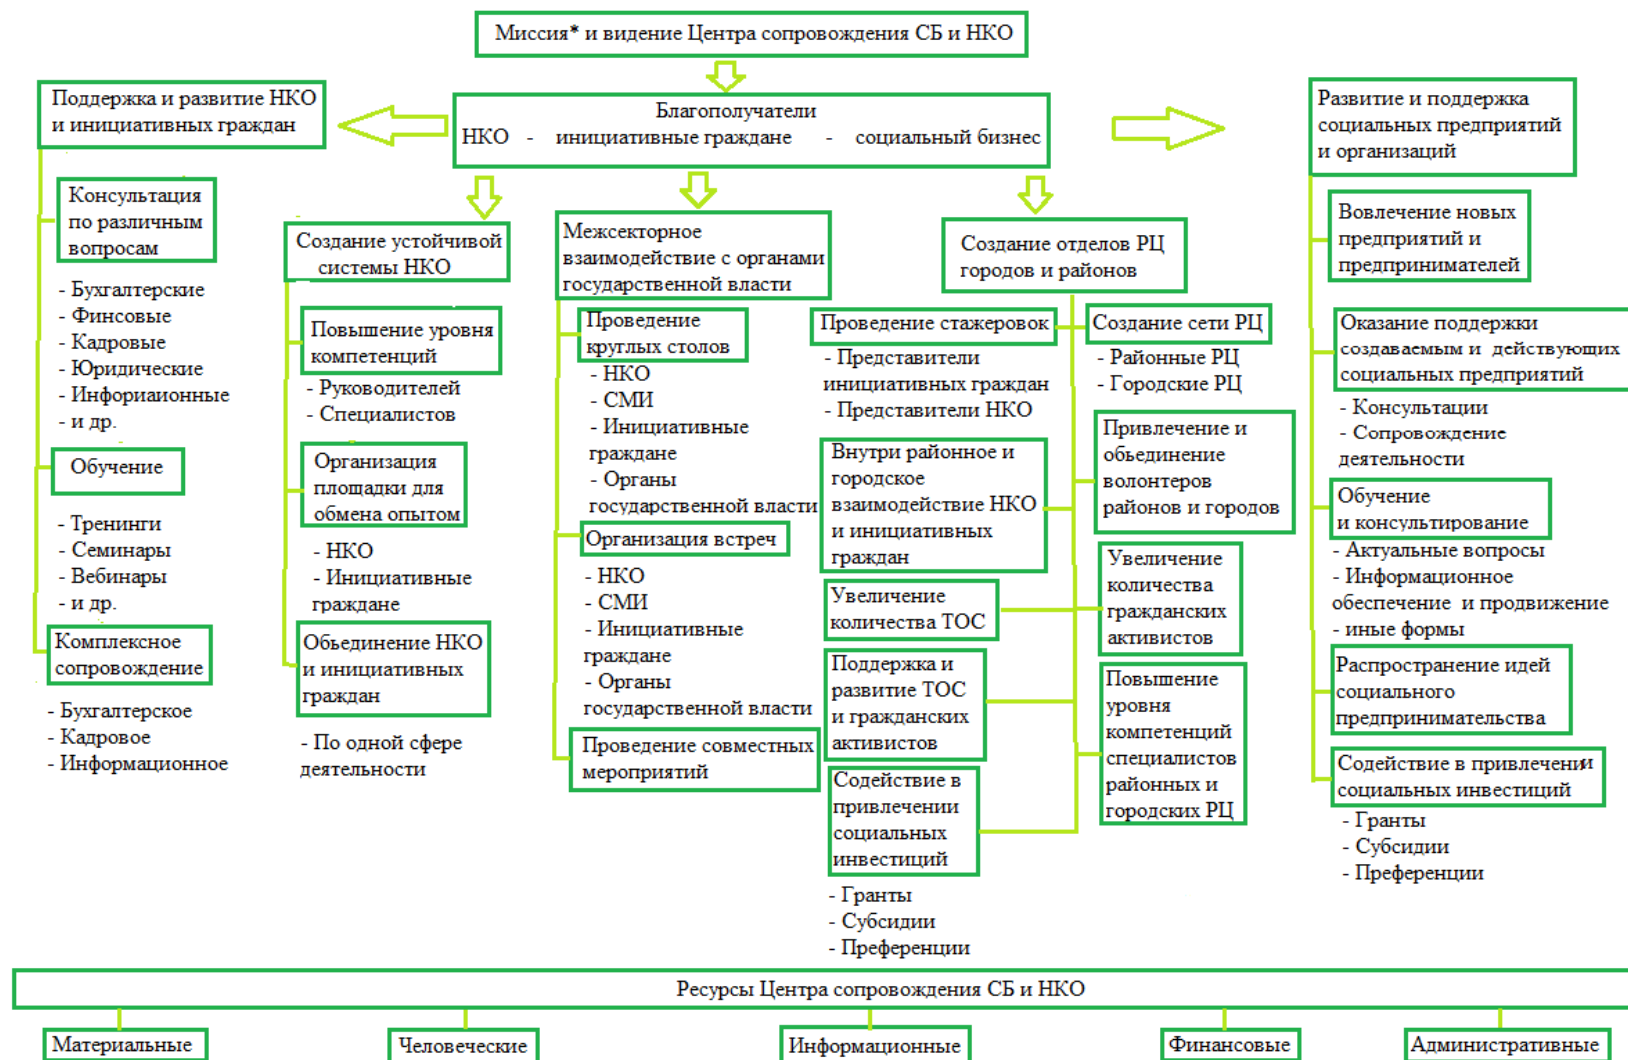 Миссия* и видение Центра сопровождения СБ и НКО
Благополучатели
НКО - инициативные граждане - социальный бизнес
Поддержка и развитие НКО
и инициативных граждан
Консультация
по различным
вопросам
- Бухгалтерские
- Финсовые
- Кадровые
- Юридические
- Инфориаионные
- и др.
Обучение
- Тренинги
- Семинары
- Вебинары
- и др.
Комплексное
сопровождение
- Бухгалтерское
- Кадровое
- Информационное
Создание устойчивой
системы НКО
Повышение уровня
компетенций
- Руководителей
- Специалистов
Организация
площадки для
обмена опытом
- НКО
- Инициативные
граждане
Обьединение НКО
и инициативных
граждан
- По одной сфере
деятельности
Межсекторное
взаимодействие с органами
государственной власти
Проведение
круглых столов
- НКО
- СМИ
- Инициативные
граждане
- Органы
государственной власти
Организация встреч
- НКО
- СМИ
- Инициативные
граждане
- Органы
государственной власти
Проведение совместных
мероприятий
Создание отделов РЦ
городов и районов
Проведение стажеровок
- Представители
инициативных граждан
- Представители НКО
Внутри районное и
городское
взаимодействие НКО
и инициативных
граждан
Увеличение
количества ТОС
Поддержка и
развитие ТОС
и гражданских
активистов
Содействие в
привлечении
социальных
инвестиций
- Гранты
- Субсидии
- Преференции
Создание сети РЦ
- Районные РЦ
- Городские РЦ
Привлечение и
обьединение
волонтеров
районов и городов
Увеличение
количества
гражданских
активистов
Повышение
уровня
компетенций
специалистов
районных и
городских РЦ
Развитие и поддержка
социальных предприятий
и организаций
Вовлечение новых
предприятий и
предпринимателей
Оказание поддержки
создаваемым и действующих
социальных предприятий
- Консультации
- Сопровождение
деятельности
Обучение
и консультирование
- Актуальные вопросы
- Информационное
обеспечение и продвижение
- иные формы
Распространение идей
социального
предпринимательства
Содействие в привлечении
социальных инвестиций
- Гранты
- Субсидии
- Преференции
Ресурсы Центра сопровождения СБ и НКО
Материальные
Человеческие
Информационные
Финансовые
Административные